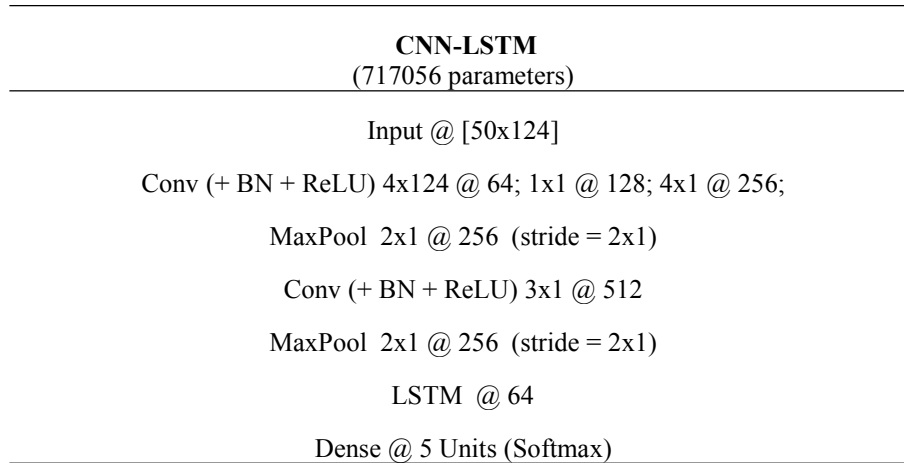 CNN-LSTM
(717056 parameters)
Input @ [50x124]
Conv (+ BN + ReLU) 4x124 @ 64; 1x1 @ 128; 4x1 @ 256;
MaxPool 2x1 @ 256 (stride = 2x1)
Conv (+ BN + ReLU) 3x1 @ 512
MaxPool 2x1 @ 256 (stride = 2x1)
LSTM @ 64
Dense @ 5 Units (Softmax)